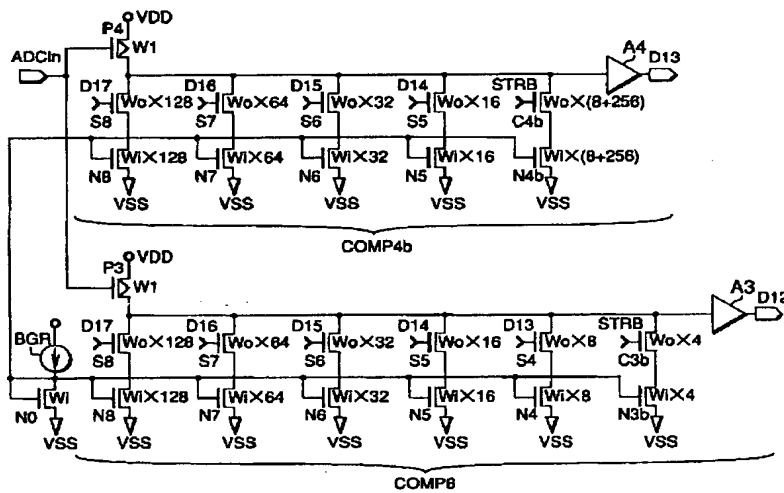 P4 VDD
ADCin W1 A4 D13
D17 D16 D15 D14 STRB
Wo×128 Wo×64 Wo×32 Wo×16 Wo×(8+256)
S8 S7 S6 S5 C4b
Wi×128 Wi×64 Wi×32 Wi×16 Wi×(8+256)
N8 N7 N6 N5 N4b
VSS VSS VSS VSS VSS
COMP4b
P3 VDD
W1 A3 D12
BGR D17 D16 D15 D14 D13 STRB
Wo×128 Wo×64 Wo×32 Wo×16 Wo×8 Wo×4
S8 S7 S6 S5 S4 C3b
Wi Wi×128 Wi×64 Wi×32 Wi×16 Wi×8 Wi×4
N0 N8 N7 N6 N5 N4 N3b
VSS VSS VSS VSS VSS VSS VSS
COMP6